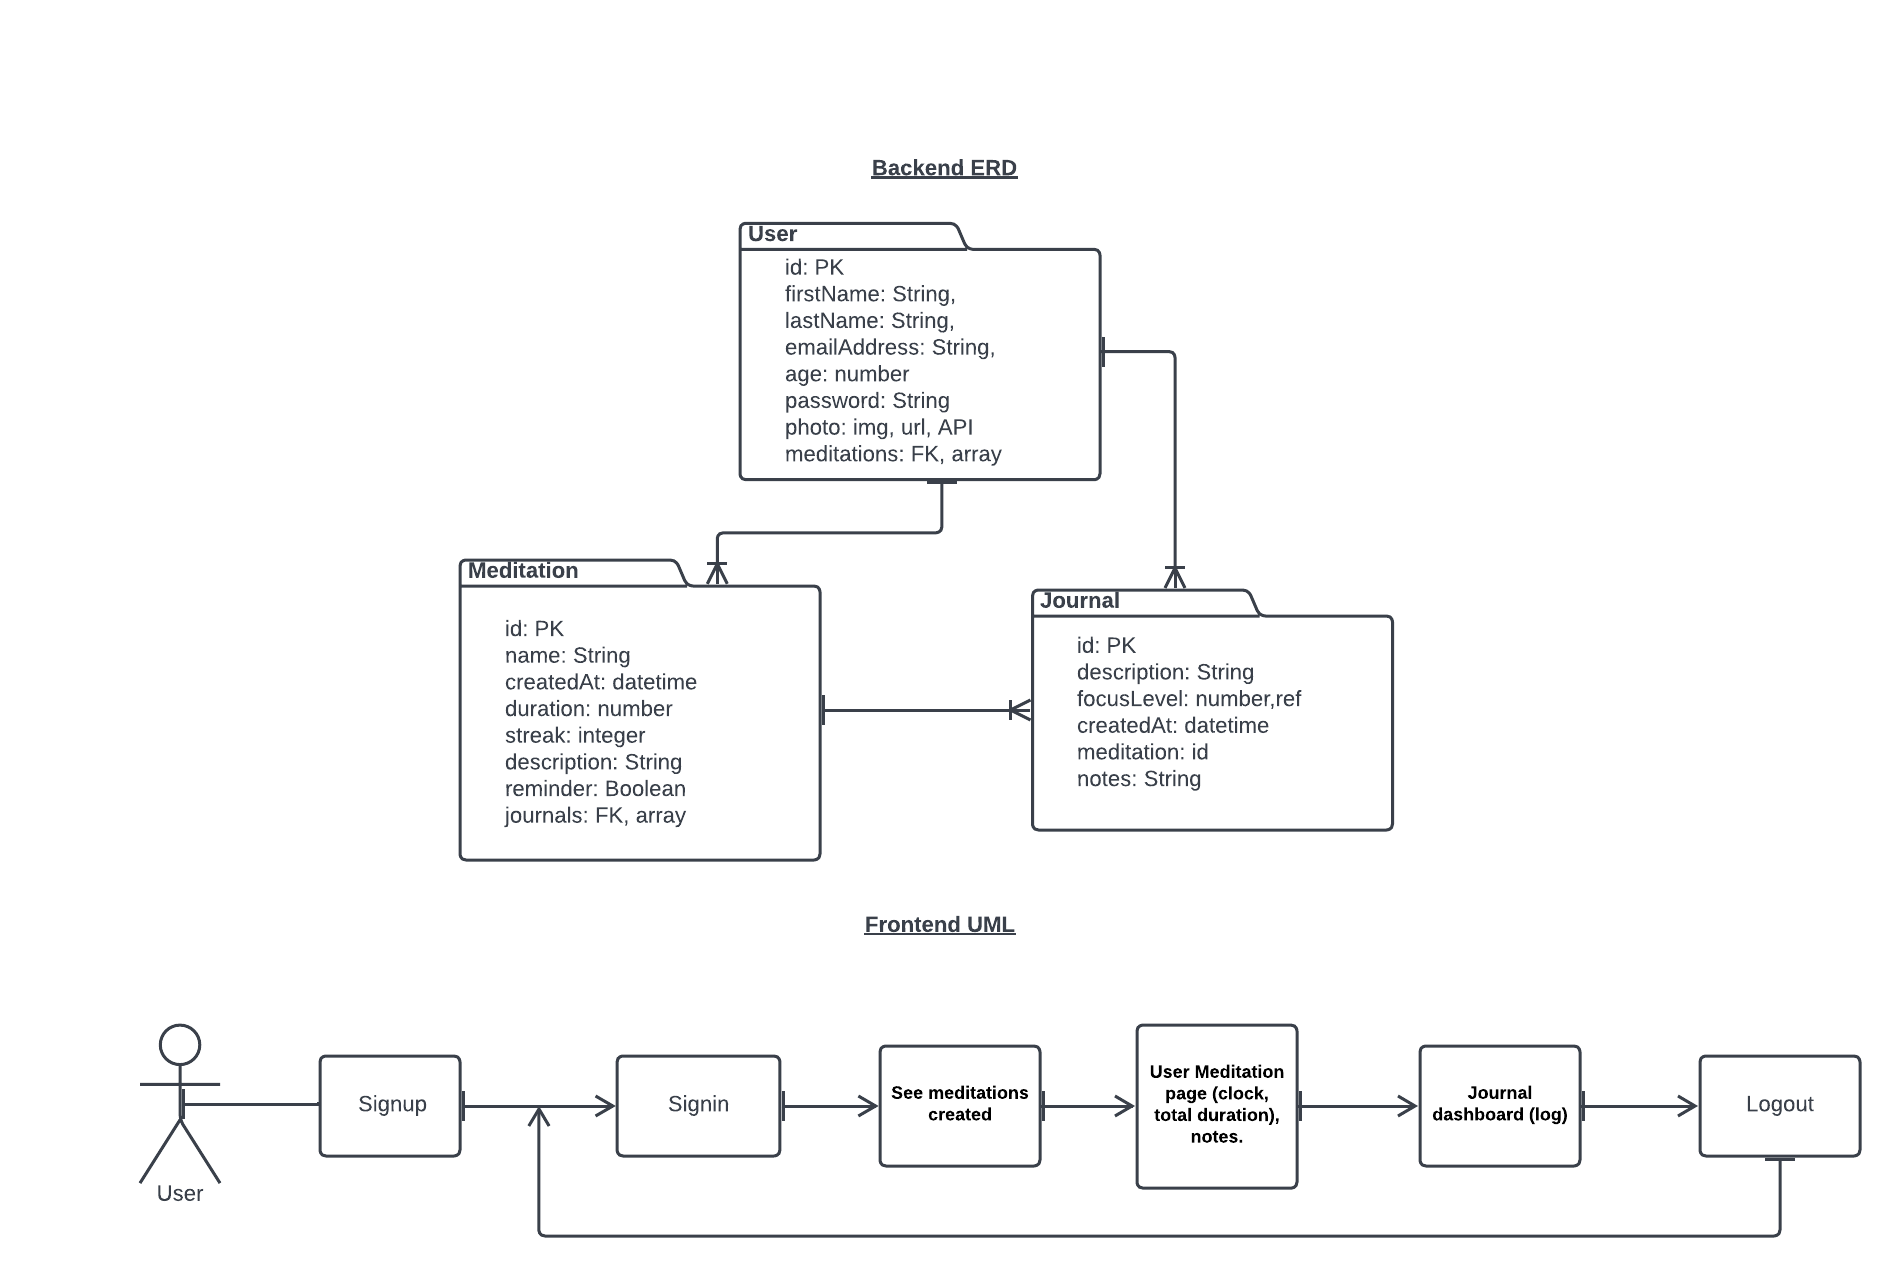 Backend ERD
User
id: PK
firstName: String,
lastName: String,
emailAddress: String,
age: number
password: String
photo: img, url, API
meditations: FK, array
Meditation
id: PK
name: String
createdAt: datetime
duration: number
streak: integer
description: String
reminder: Boolean
journals: FK, array
Journal
id: PK
description: String
focusLevel: number,ref
createdAt: datetime
meditation: id
notes: String
Frontend UML
User
Signup
Signin
See meditations
created
User Meditation
page (clock,
total duration),
notes.
Journal
dashboard (log)
Logout